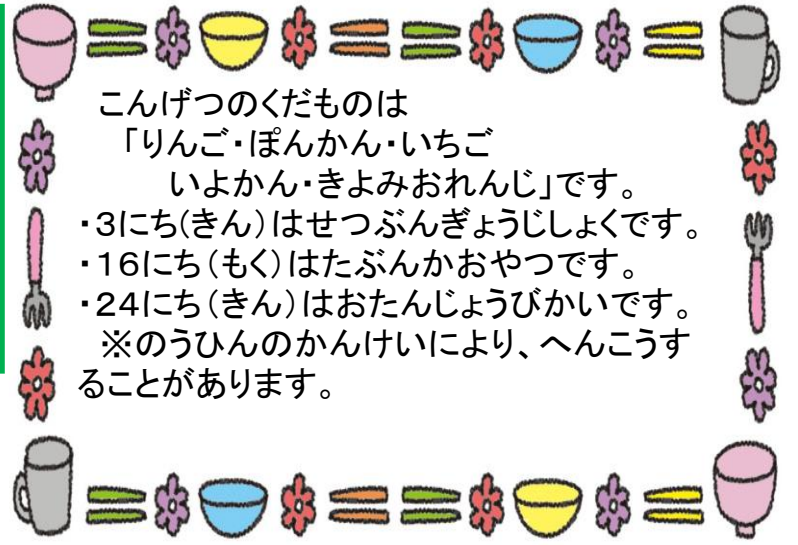 こんげつのくだものは
「りんご・ぽんかん・いちご
いよかん・きよみおれんじ」です。
・3にち(きん)はせつぶんぎょうじしょくです。
・16にち(もく)はたぶんかおやつです。
・24にち(きん)はおたんじょうびかいです。
※のうひんのかんけいにより、へんこうす
ることがあります。